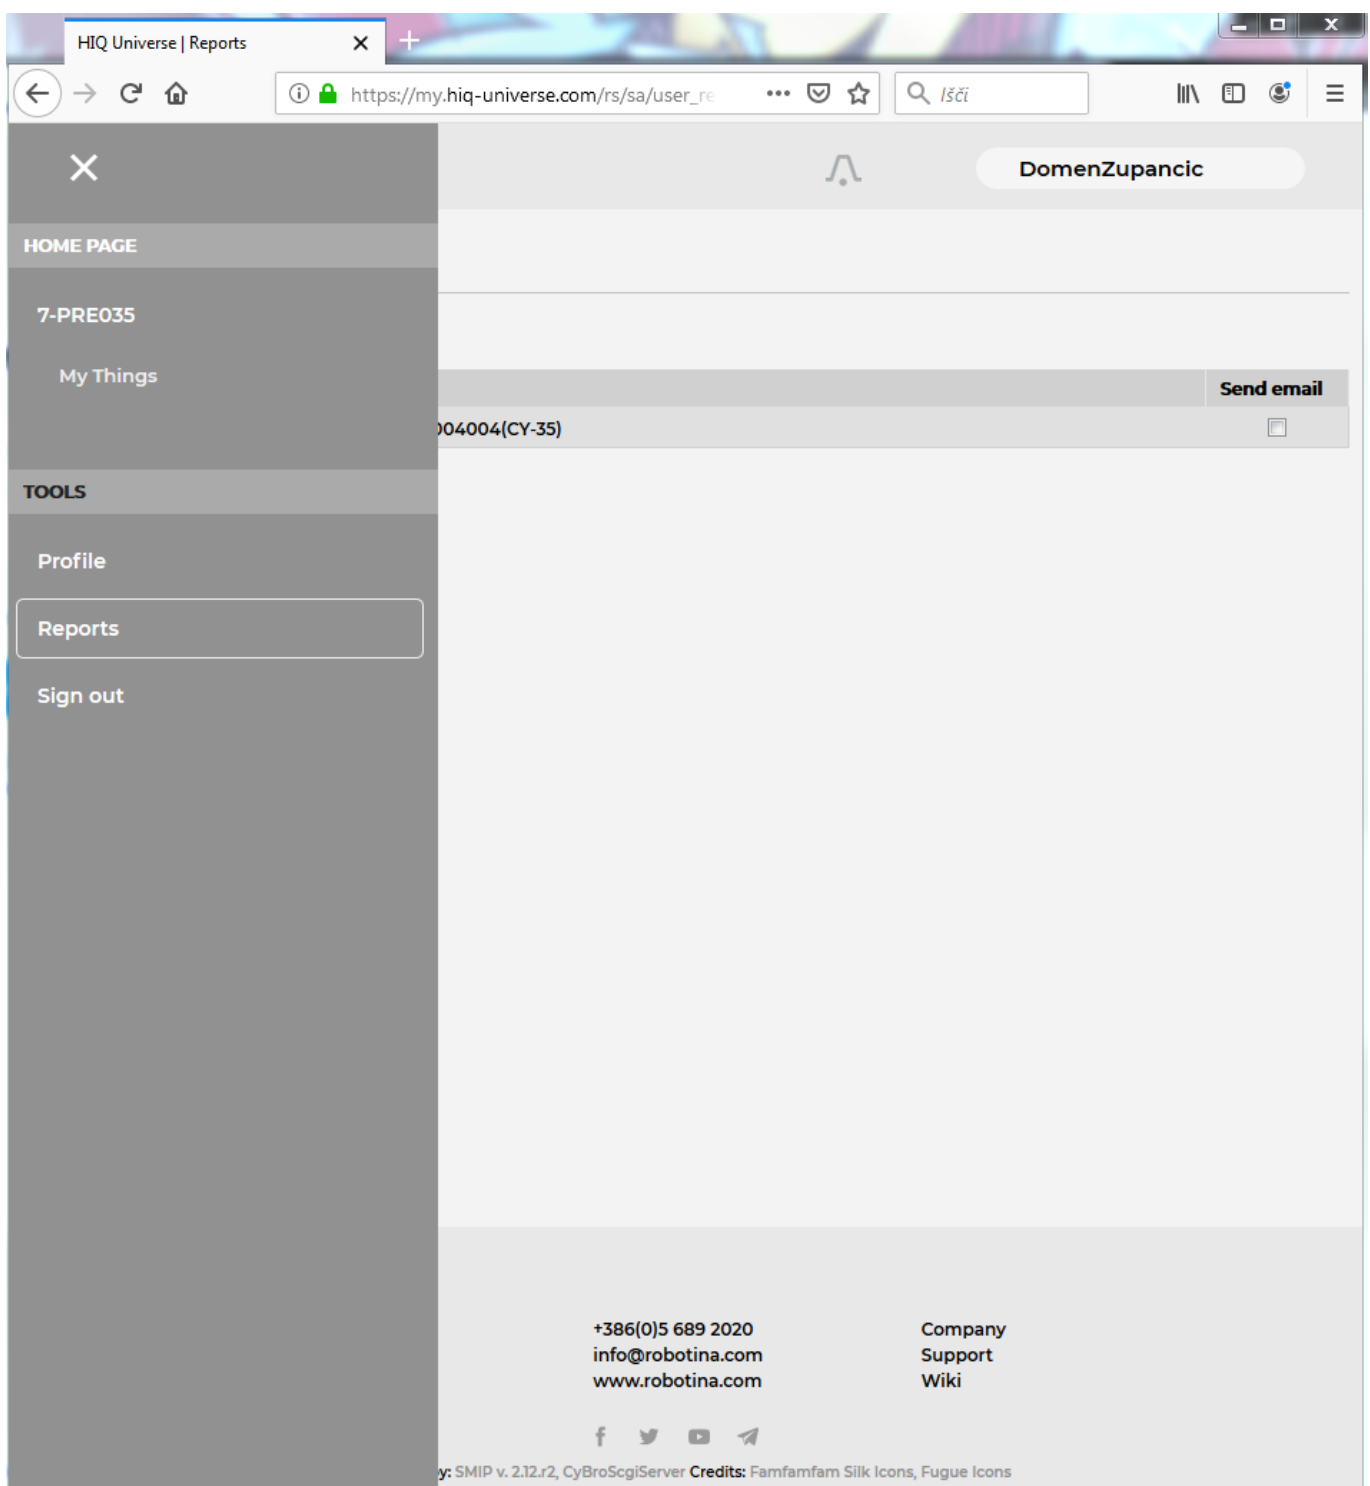 HIQ Universe | Reports
https://my.hiq-universe.com/rs/sa/user_re
Išči
DomenZupancic
HOME PAGE
7-PRE035
My Things
Send email
004004(CY-35)
TOOLS
Profile
Reports
Sign out
+386(0)5 689 2020
info@robotina.com
www.robotina.com
Company
Support
Wiki
y: SMIP v. 2.12.r2, CyBroScgiServer Credits: Famfamfam Silk Icons, Fugue Icons